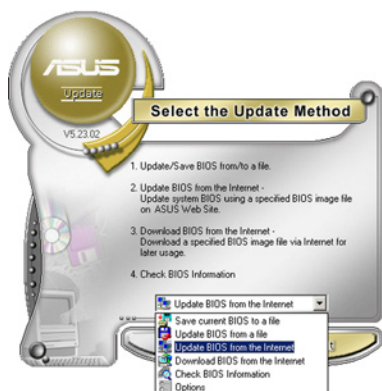 ASUS
Update
V5.23.02
Select the Update Method
1. Update/Save BIOS from/to a file.
2. Update BIOS from the Internet -
Update system BIOS using a specified BIOS image file
on ASUS Web Site.
3. Download BIOS from the Internet -
Download a specified BIOS image file via Internet for
later usage.
4. Check BIOS Information
Update BIOS from the Internet
Save current BIOS to a file
Update BIOS from a file
Update BIOS from the Internet
Download BIOS from the Internet
Check BIOS Information
Options